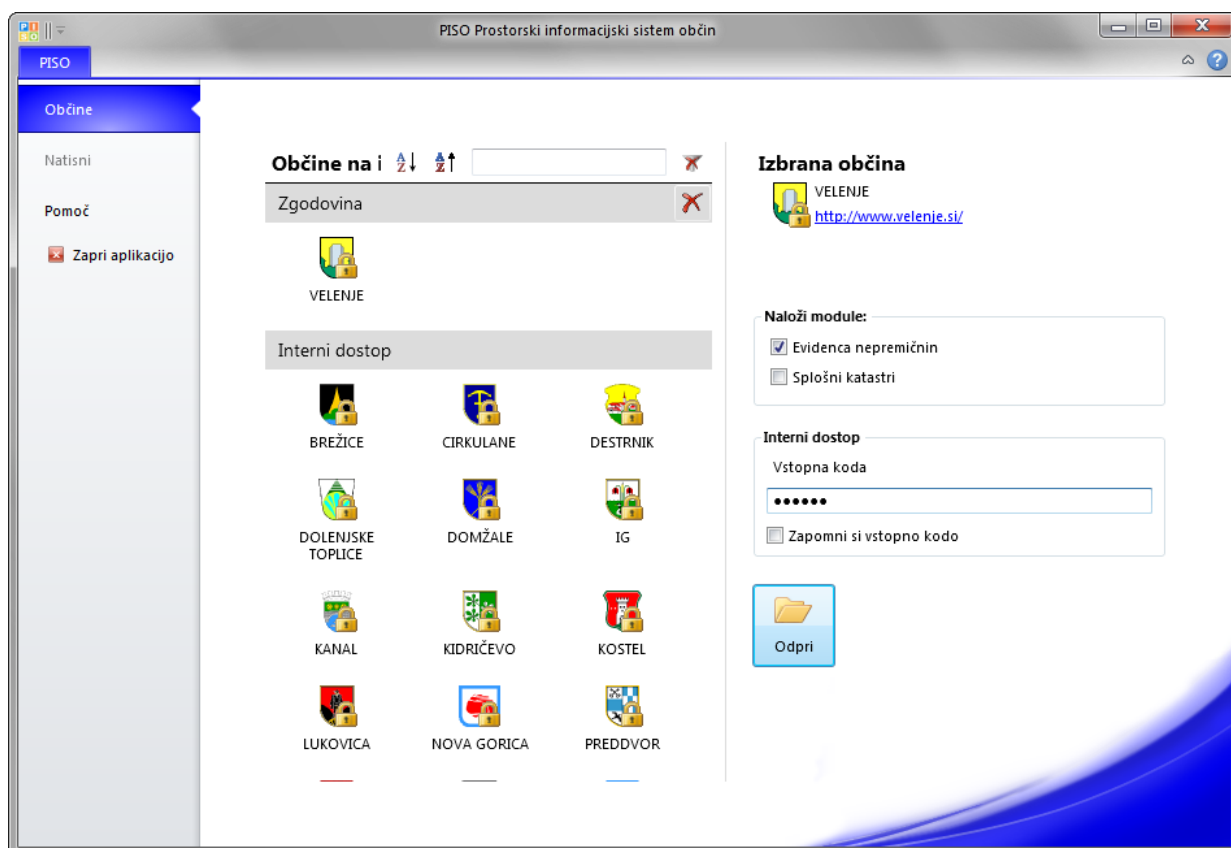 PISO Prostorski informacijski sistem občin
PISO
Občine
Natisni
Pomoč
Zapri aplikacijo
Občine na i
Zgodovina
VELENJE
Interni dostop
BREŽICE
CIRKULANE
DESTRNIK
DOLENJSKE
TOPLICE
DOMŽALE
IG
KANAL
KIDRIČEVO
KOSTEL
LUKOVICA
NOVA GORICA
PREDDVOR
Izbrana občina
VELENJE
http://www.velenje.si/
Naloži module:
Evidenca nepremičnin
Splošni katastri
Interni dostop
Vstopna koda
••••••
Zapomni si vstopno kodo
Odpri